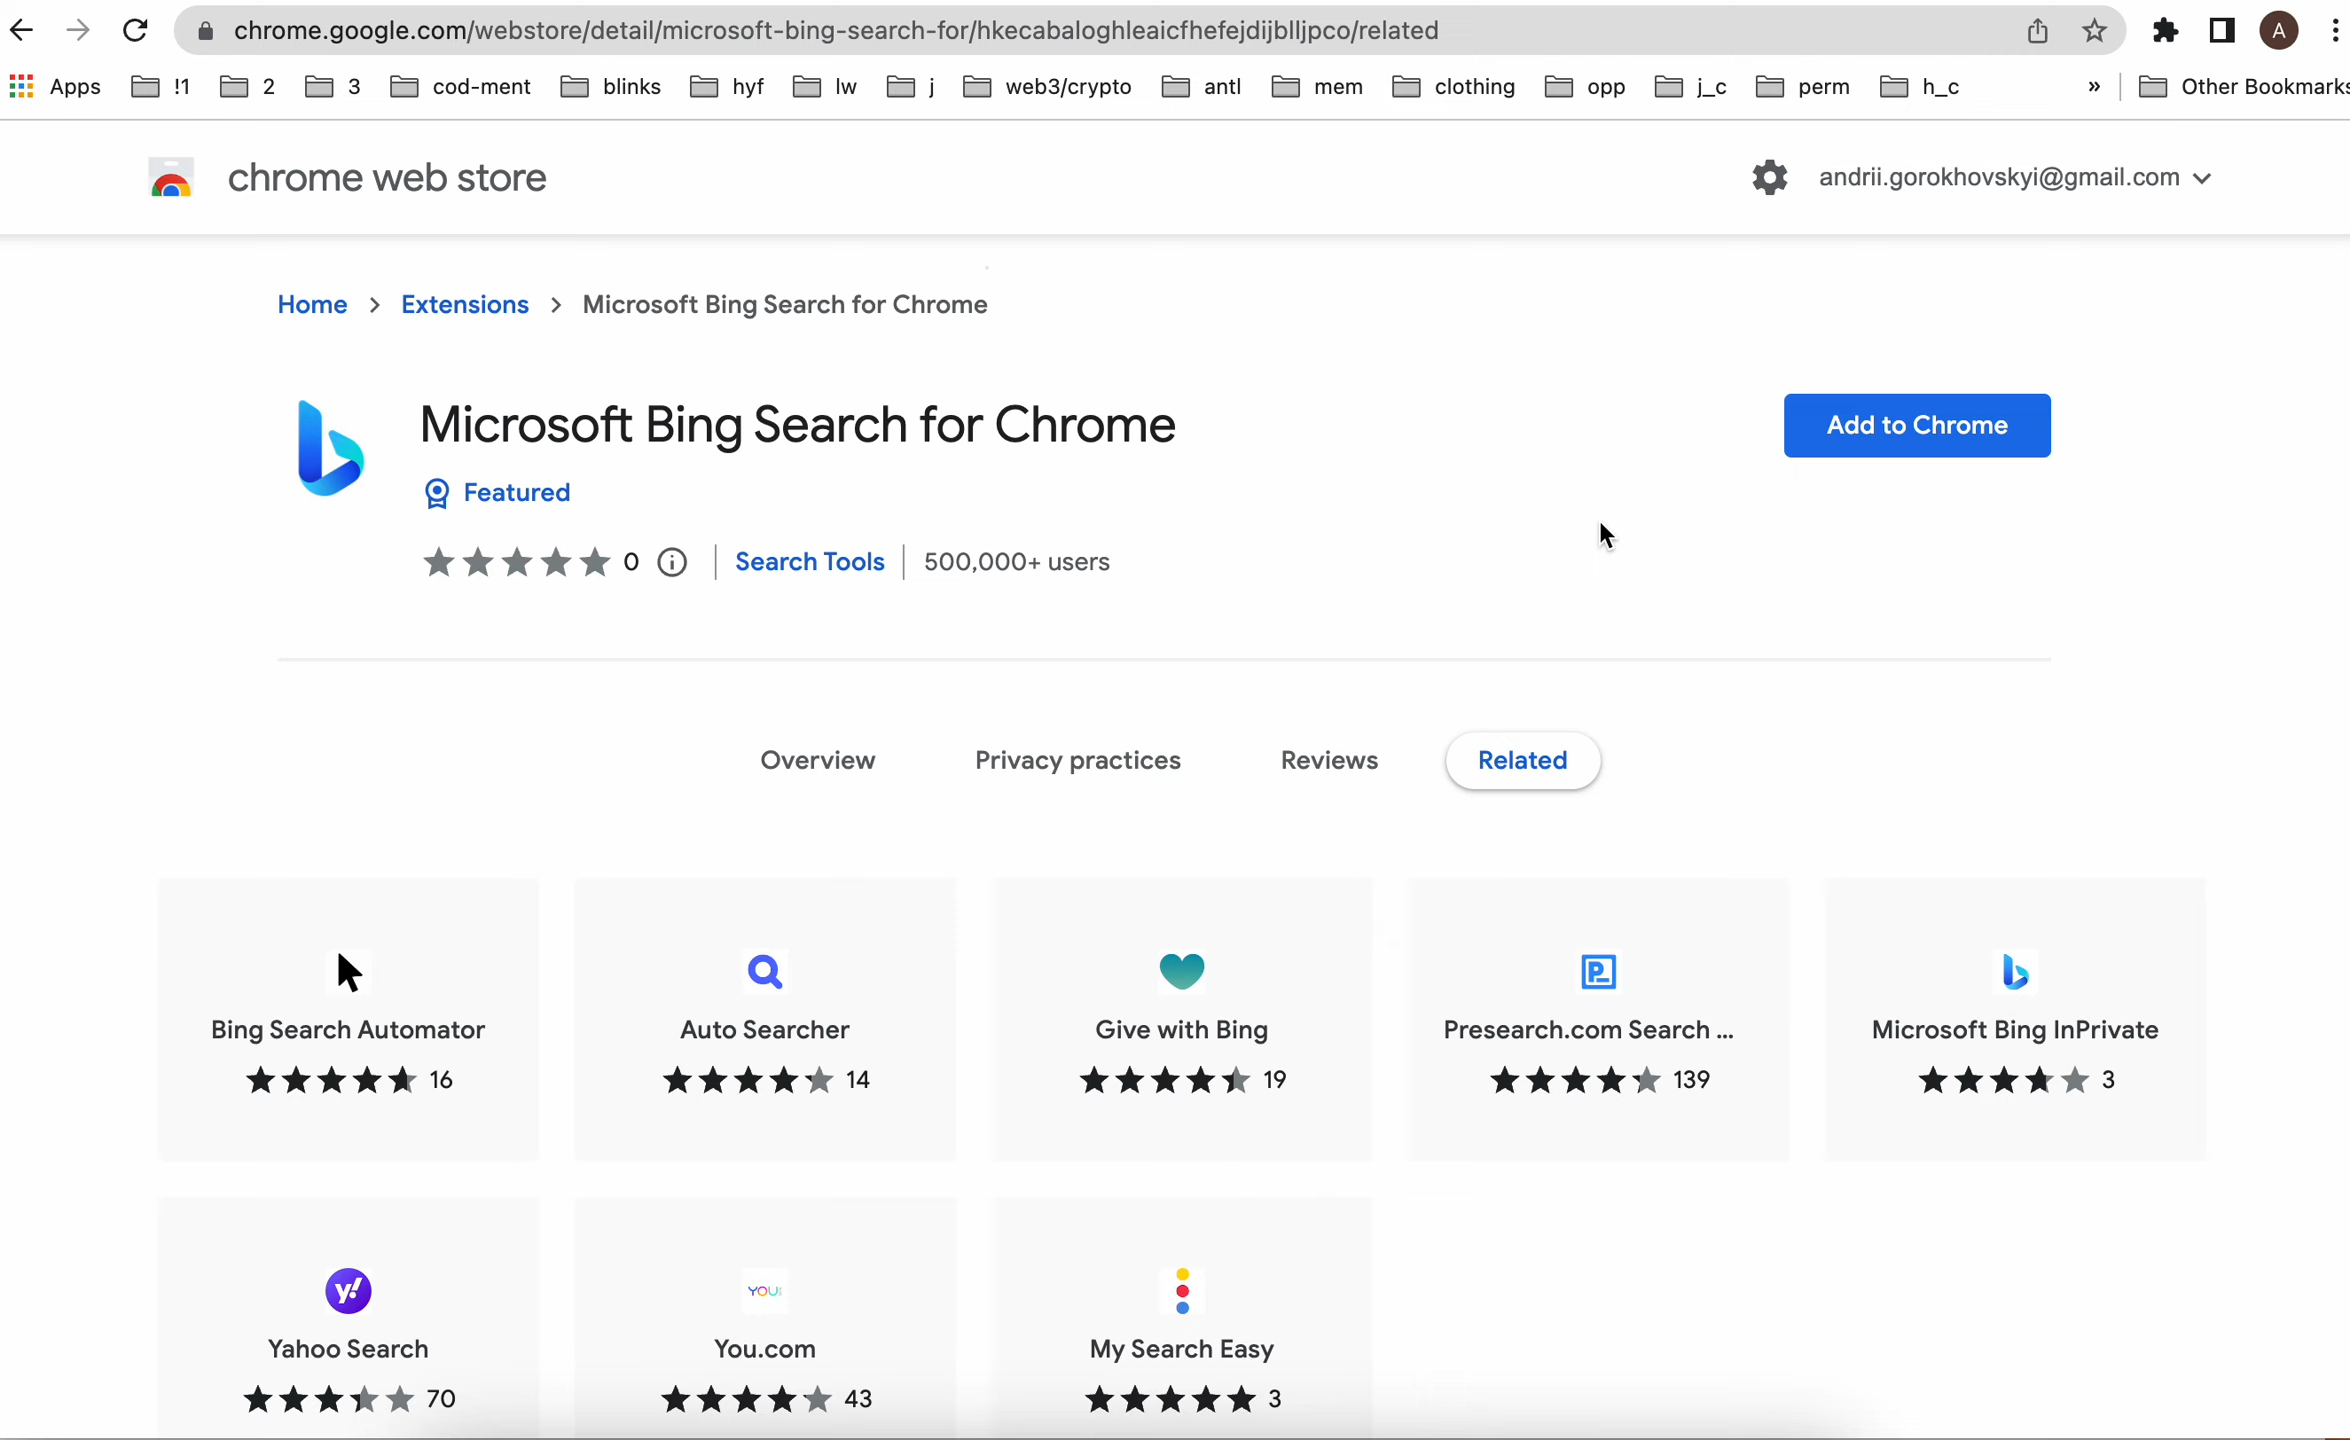 chrome.google.com/webstore/detail/microsoft-bing-search-for/hkecabaloghleaicfhefejdijblljpco/related
A
Apps !1 2 3 cod-ment blinks hyf lw j web3/crypto antl mem clothing opp j_c perm h_c » Other Bookmarks
chrome web store
andrii.gorokhovskyi@gmail.com
Home > Extensions > Microsoft Bing Search for Chrome
Microsoft Bing Search for Chrome
Add to Chrome
Featured
0 Search Tools 500,000+ users
Overview Privacy practices Reviews Related
Bing Search Automator
16
Auto Searcher
14
Give with Bing
19
Presearch.com Search ...
139
Microsoft Bing InPrivate
3
y!
Yahoo Search
70
YOU
You.com
43
My Search Easy
3